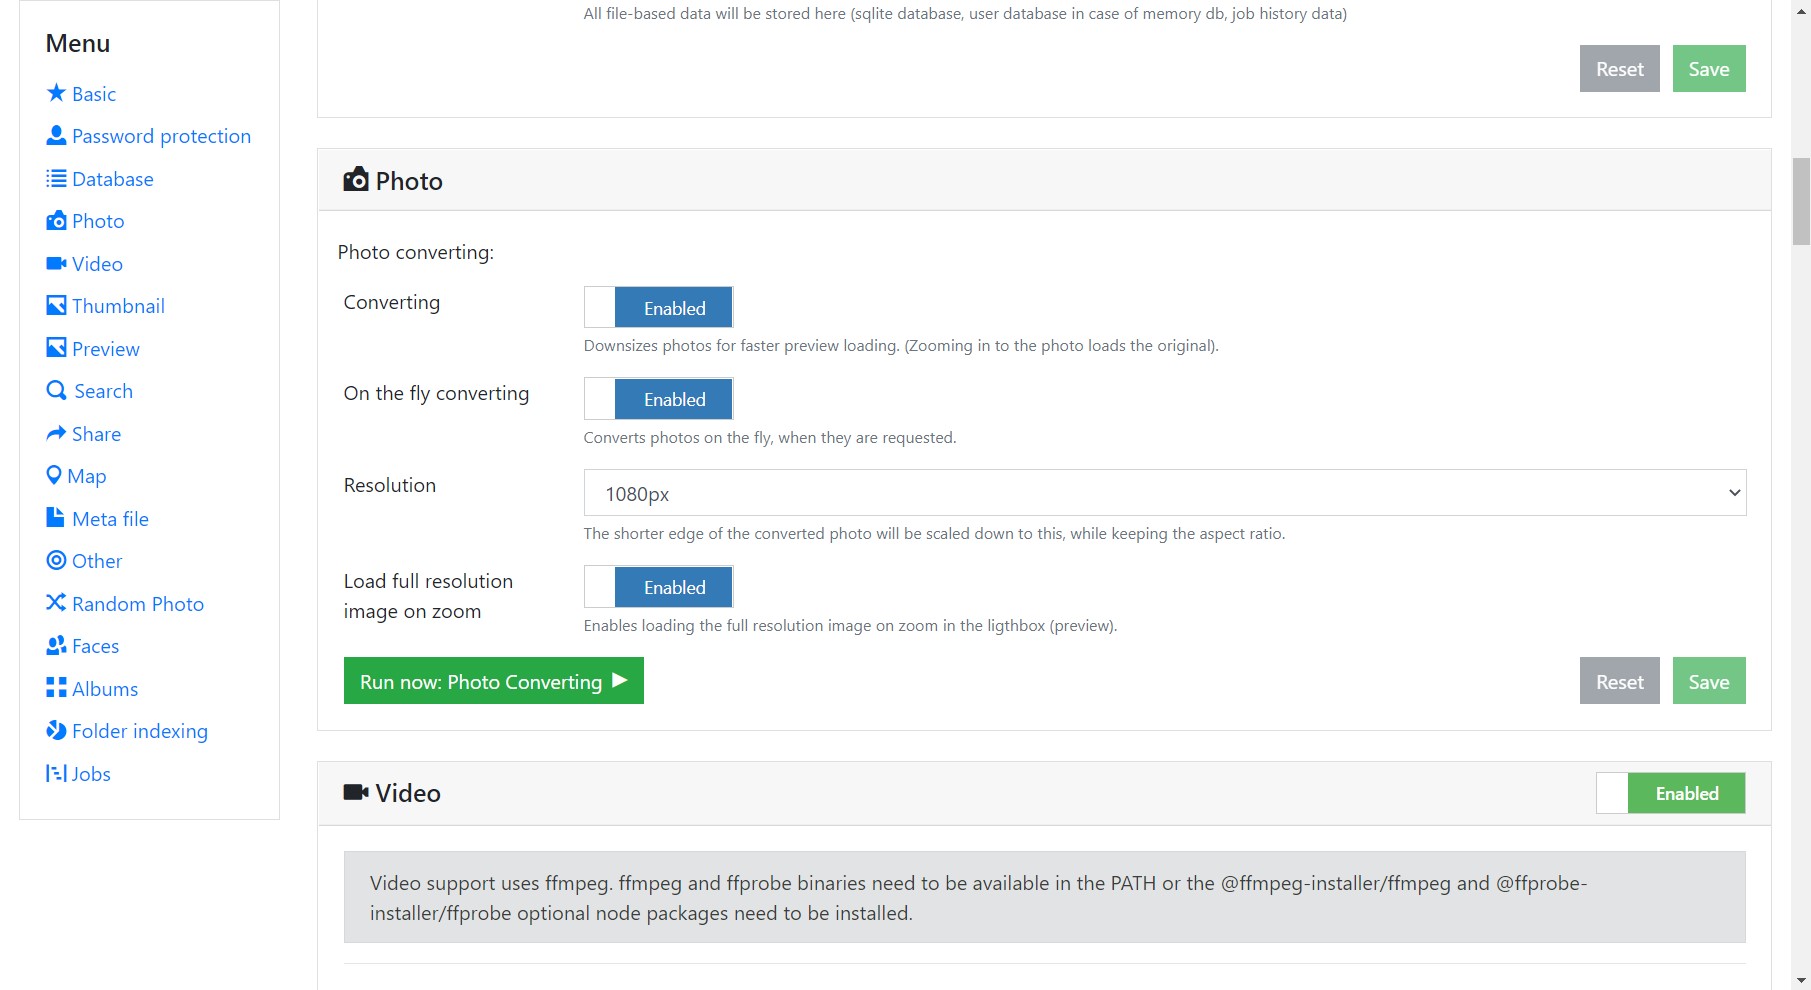 All file-based data will be stored here (sqlite database, user database in case of memory db, job history data)
Reset
Save
Menu
Basic
Password protection
Database
Photo
Video
Thumbnail
Preview
Search
Share
Map
Meta file
Other
Random Photo
Faces
Albums
Folder indexing
Jobs
Photo
Photo converting:
Converting
Enabled
Downsizes photos for faster preview loading. (Zooming in to the photo loads the original).
On the fly converting
Enabled
Converts photos on the fly, when they are requested.
Resolution
1080px
The shorter edge of the converted photo will be scaled down to this, while keeping the aspect ratio.
Load full resolution
image on zoom
Enabled
Enables loading the full resolution image on zoom in the ligthbox (preview).
Run now: Photo Converting
Reset
Save
Video
Enabled
Video support uses ffmpeg. ffmpeg and ffprobe binaries need to be available in the PATH or the @ffmpeg-installer/ffmpeg and @ffprobe-
installer/ffprobe optional node packages need to be installed.